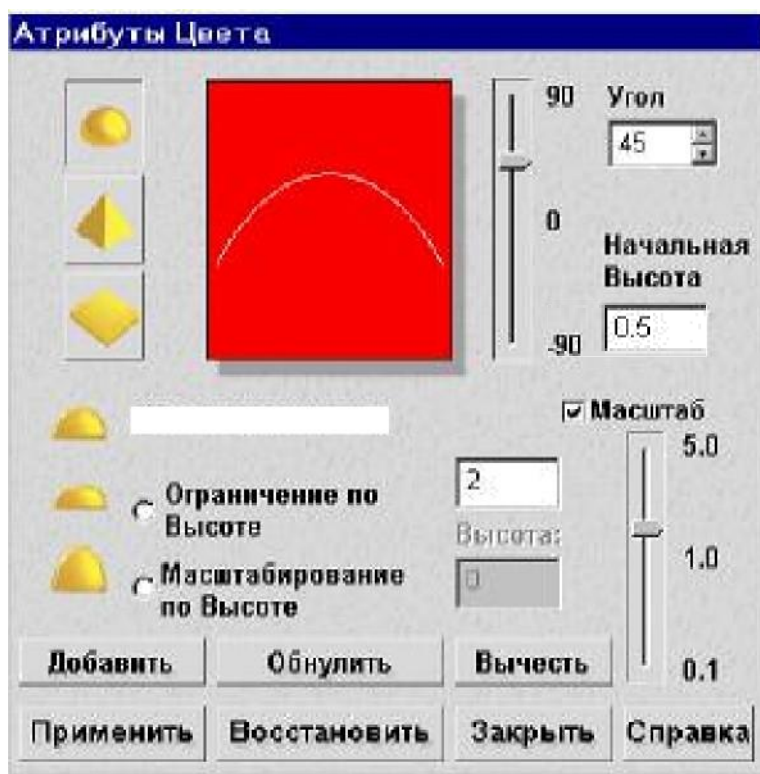 Атрибуты Цвета
90
Угол
45
0
Начальная
Высота
0.5
-90
Масштаб
5.0
2
Ограничение по
Высоте
Высота:
1.0
0
Масштабирование
по Высоте
Добавить
Обнулить
Вычесть
0.1
Применить
Восстановить
Закрыть
Справка